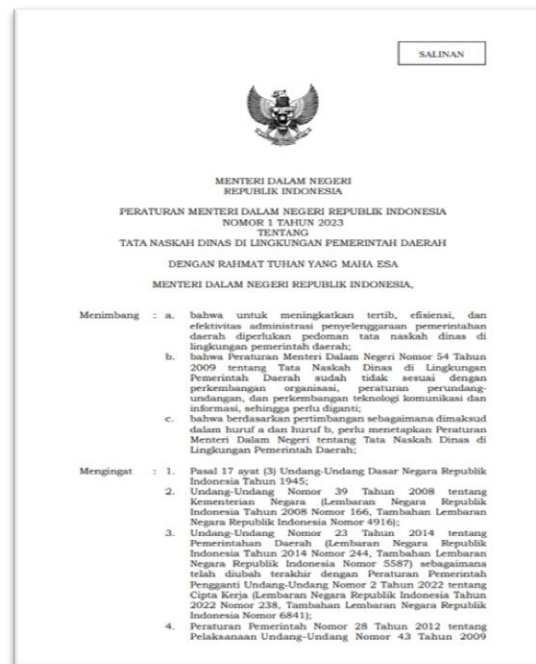 SALINAN
MENTERI DALAM NEGERI
REPUBLIK INDONESIA
PERATURAN MENTERI DALAM NEGERI REPUBLIK INDONESIA
NOMOR 1 TAHUN 2023
TENTANG
TATA NASKAH DINAS DI LINGKUNGAN PEMERINTAH DAERAH
DENGAN RAHMAT TUHAN YANG MAHA ESA
MENTERI DALAM NEGERI REPUBLIK INDONESIA,
Menimbang : a. bahwa untuk meningkatkan tertib, efisiensi, dan
efektivitas administrasi penyelenggaraan pemerintahan
daerah diperlukan pedoman tata naskah dinas di
lingkungan pemerintah daerah;
b. bahwa Peraturan Menteri Dalam Negeri Nomor 54 Tahun
2009 tentang Tata Naskah Dinas di Lingkungan
Pemerintah Daerah sudah tidak sesuai dengan
perkembangan organisasi, peraturan perundang-
undangan, dan perkembangan teknologi komunikasi dan
informasi, sehingga perlu diganti;
c. bahwa berdasarkan pertimbangan sebagaimana dimaksud
dalam huruf a dan huruf b, perlu menetapkan Peraturan
Menteri Dalam Negeri tentang Tata Naskah Dinas di
Lingkungan Pemerintah Daerah;
Mengingat : 1. Pasal 17 ayat (3) Undang-Undang Dasar Negara Republik
Indonesia Tahun 1945;
2. Undang-Undang Nomor 39 Tahun 2008 tentang
Kementerian Negara (Lembaran Negara Republik
Indonesia Tahun 2008 Nomor 166, Tambahan Lembaran
Negara Republik Indonesia Nomor 4916);
3. Undang-Undang Nomor 23 Tahun 2014 tentang
Pemerintahan Daerah (Lembaran Negara Republik
Indonesia Tahun 2014 Nomor 244, Tambahan Lembaran
Negara Republik Indonesia Nomor 5587) sebagaimana
telah diubah terakhir dengan Peraturan Pemerintah
Pengganti Undang-Undang Nomor 2 Tahun 2022 tentang
Cipta Kerja (Lembaran Negara Republik Indonesia Tahun
2022 Nomor 238, Tambahan Lembaran Negara Republik
Indonesia Nomor 6841);
4. Peraturan Pemerintah Nomor 28 Tahun 2012 tentang
Pelaksanaan Undang-Undang Nomor 43 Tahun 2009